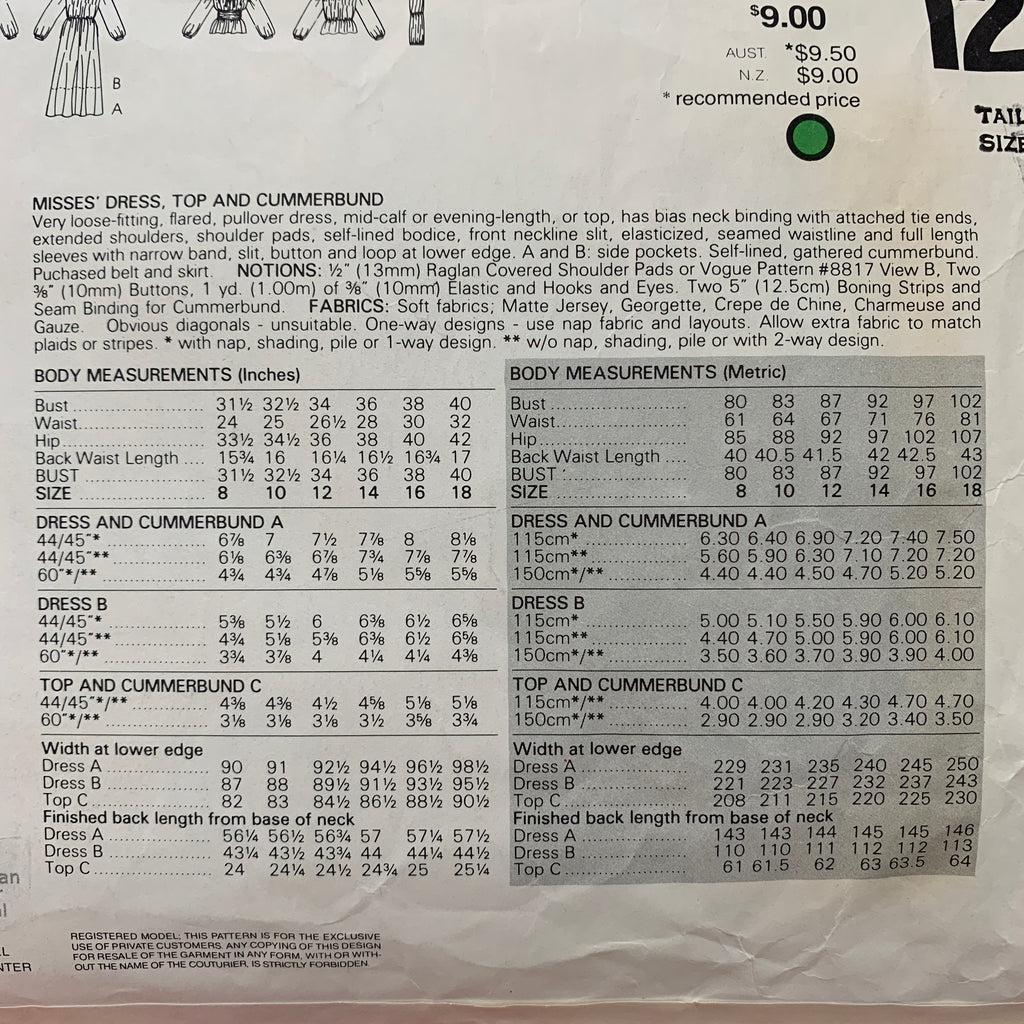 $9.00
12
AUST. *$9.50
N.Z. $9.00
* recommended price
B
A
TAIL
SIZE
MISSES' DRESS, TOP AND CUMMERBUND
Very loose-fitting, flared, pullover dress, mid-calf or evening-length, or top, has bias neck binding with attached tie ends,
extended shoulders, shoulder pads, self-lined bodice, front neckline slit, elasticized, seamed waistline and full length
sleeves with narrow band, slit, button and loop at lower edge. A and B: side pockets. Self-lined, gathered cummerbund.
Puchased belt and skirt. NOTIONS: ½" (13mm) Raglan Covered Shoulder Pads or Vogue Pattern #8817 View B, Two
⅜" (10mm) Buttons, 1 yd. (1.00m) of ⅜" (10mm) Elastic and Hooks and Eyes. Two 5" (12.5cm) Boning Strips and
Seam Binding for Cummerbund. FABRICS: Soft fabrics; Matte Jersey, Georgette, Crepe de Chine, Charmeuse and
Gauze. Obvious diagonals - unsuitable. One-way designs - use nap fabric and layouts. Allow extra fabric to match
plaids or stripes. * with nap, shading, pile or 1-way design. ** w/o nap, shading, pile or with 2-way design.
BODY MEASUREMENTS (Inches)
Bust 31½ 32½ 34 36 38 40
Waist 24 25 26½ 28 30 32
Hip 33½ 34½ 36 38 40 42
Back Waist Length 15¾ 16 16¼ 16½ 16¾ 17
BUST 31½ 32½ 34 36 38 40
SIZE 8 10 12 14 16 18
DRESS AND CUMMERBUND A
44/45"* 6⅞ 7 7½ 7⅞ 8 8⅛
44/45"** 6⅛ 6⅜ 6⅞ 7¾ 7⅞ 7⅞
60"*/** 4¾ 4¾ 4⅞ 5⅛ 5⅝ 5⅝
DRESS B
44/45"* 5⅜ 5½ 6 6⅜ 6½ 6⅝
44/45"** 4¾ 5⅛ 5⅜ 6⅜ 6½ 6⅝
60"*/** 3¾ 3⅞ 4 4¼ 4¼ 4⅜
TOP AND CUMMERBUND C
44/45"*/** 4⅜ 4⅜ 4½ 4⅝ 5⅛ 5⅛
60"*/** 3⅛ 3⅛ 3⅛ 3½ 3⅝ 3¾
Width at lower edge
Dress A 90 91 92½ 94½ 96½ 98½
Dress B 87 88 89½ 91½ 93½ 95½
Top C 82 83 84½ 86½ 88½ 90½
Finished back length from base of neck
Dress A 56¼ 56½ 56¾ 57 57¼ 57½
Dress B 43¼ 43½ 43¾ 44 44¼ 44½
Top C 24 24¼ 24½ 24¾ 25 25¼
BODY MEASUREMENTS (Metric)
Bust 80 83 87 92 97 102
Waist 61 64 67 71 76 81
Hip 85 88 92 97 102 107
Back Waist Length 40 40.5 41.5 42 42.5 43
BUST 80 83 87 92 97 102
SIZE 8 10 12 14 16 18
DRESS AND CUMMERBUND A
115cm* 6.30 6.40 6.90 7.20 7.40 7.50
115cm** 5.60 5.90 6.30 7.10 7.20 7.20
150cm*/** 4.40 4.40 4.50 4.70 5.20 5.20
DRESS B
115cm* 5.00 5.10 5.50 5.90 6.00 6.10
115cm** 4.40 4.70 5.00 5.90 6.00 6.10
150cm*/** 3.50 3.60 3.70 3.90 3.90 4.00
TOP AND CUMMERBUND C
115cm*/** 4.00 4.00 4.20 4.30 4.70 4.70
150cm*/** 2.90 2.90 2.90 3.20 3.40 3.50
Width at lower edge
Dress A 229 231 235 240 245 250
Dress B 221 223 227 232 237 243
Top C 208 211 215 220 225 230
Finished back length from base of neck
Dress A 143 143 144 145 145 146
Dress B 110 110 111 112 112 113
Top C 61 61.5 62 63 63.5 64
REGISTERED MODEL: THIS PATTERN IS FOR THE EXCLUSIVE
USE OF PRIVATE CUSTOMERS. ANY COPYING OF THIS DESIGN
FOR RESALE OF THE GARMENT IN ANY FORM, WITH OR WITH-
OUT THE NAME OF THE COUTURIER, IS STRICTLY FORBIDDEN.